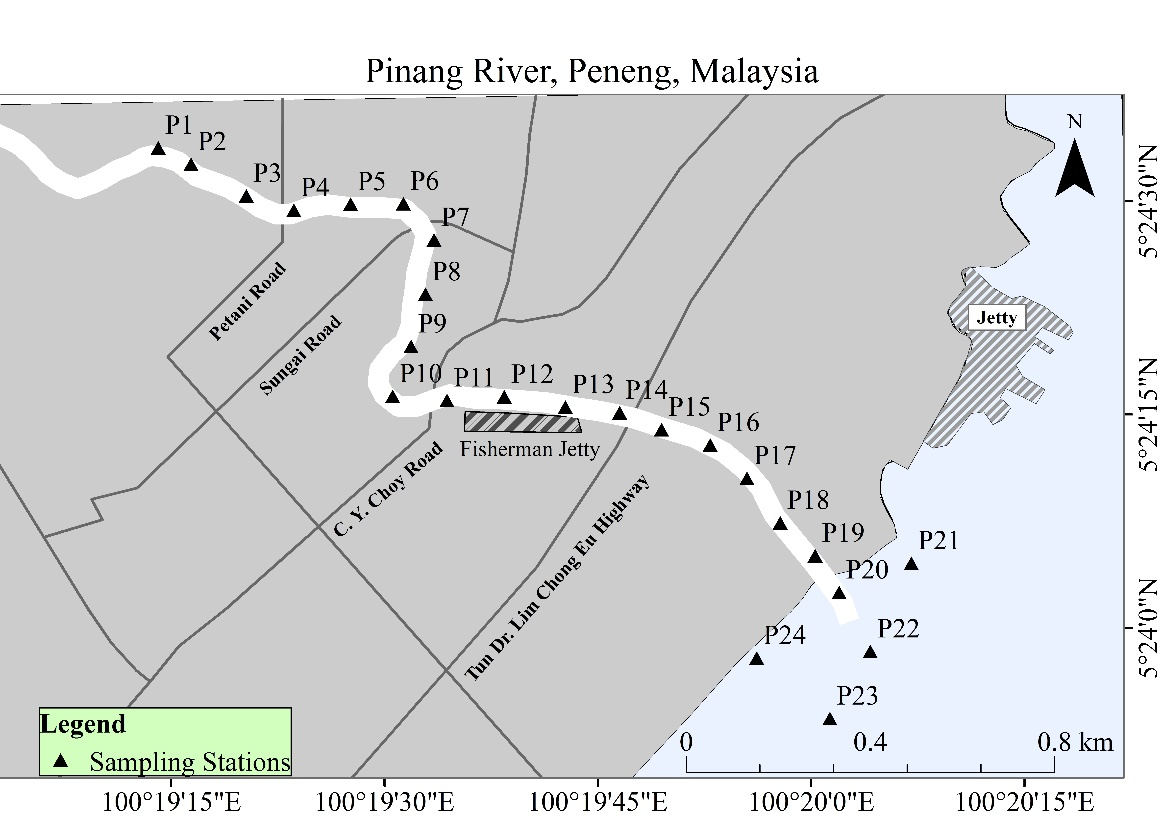 Pinang River, Peneng, Malaysia
P1
P2
P3
P4
P5
P6
P7
P8
P9
P10
P11
P12
P13
P14
P15
P16
P17
P18
P19
P20
P21
P22
P23
P24
N
Jetty
Petani Road
Sungai Road
Fisherman Jetty
C. Y. Choy Road
Tun Dr. Lim Chong Eu Highway
Legend
Sampling Stations
0 0.4 0.8 km
5°24'30"N
5°24'15"N
5°24'0"N
100°19'15"E 100°19'30"E 100°19'45"E 100°20'0"E 100°20'15"E